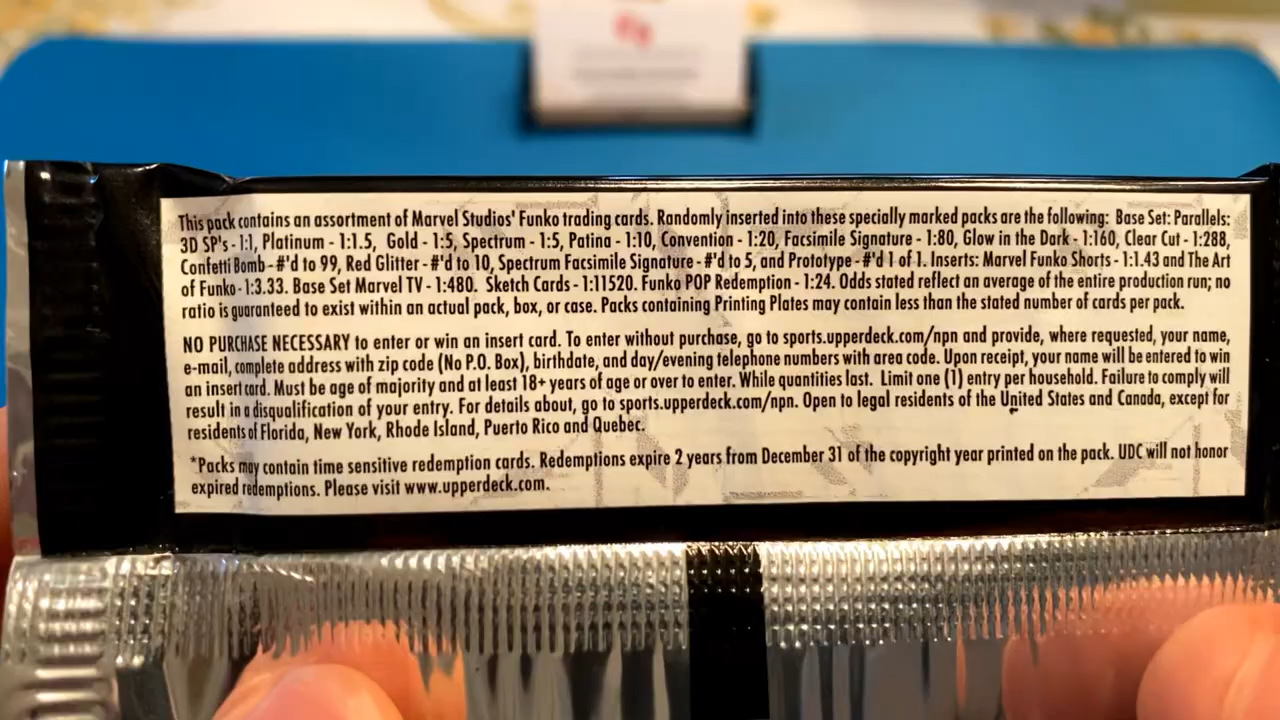 This pack contains an assortment of Marvel Studios' Funko trading cards. Randomly inserted into these specially marked packs are the following: Base Set: Parallels:
3D SP's - 1:1, Platinum - 1:1.5, Gold - 1:5, Spectrum - 1:5, Patina - 1:10, Convention - 1:20, Facsimile Signature - 1:80, Glow in the Dark - 1:160, Clear Cut - 1:288,
Confetti Bomb - #'d to 99, Red Glitter - #'d to 10, Spectrum Facsimile Signature - #'d to 5, and Prototype - #'d 1 of 1. Inserts: Marvel Funko Shorts - 1:1.43 and The Art
of Funko - 1:3.33. Base Set Marvel TV - 1:480. Sketch Cards - 1:11520. Funko POP Redemption - 1:24. Odds stated reflect an average of the entire production run; no
ratio is guaranteed to exist within an actual pack, box, or case. Packs containing Printing Plates may contain less than the stated number of cards per pack.
NO PURCHASE NECESSARY to enter or win an insert card. To enter without purchase, go to sports.upperdeck.com/npn and provide, where requested, your name,
e-mail, complete address with zip code (No P.O. Box), birthdate, and day/evening telephone numbers with area code. Upon receipt, your name will be entered to win
an insert card. Must be age of majority and at least 18+ years of age or over to enter. While quantities last. Limit one (1) entry per household. Failure to comply will
result in a disqualification of your entry. For details about, go to sports.upperdeck.com/npn. Open to legal residents of the United States and Canada, except for
residents of Florida, New York, Rhode Island, Puerto Rico and Quebec.
*Packs may contain time sensitive redemption cards. Redemptions expire 2 years from December 31 of the copyright year printed on the pack. UDC will not honor
expired redemptions. Please visit www.upperdeck.com.